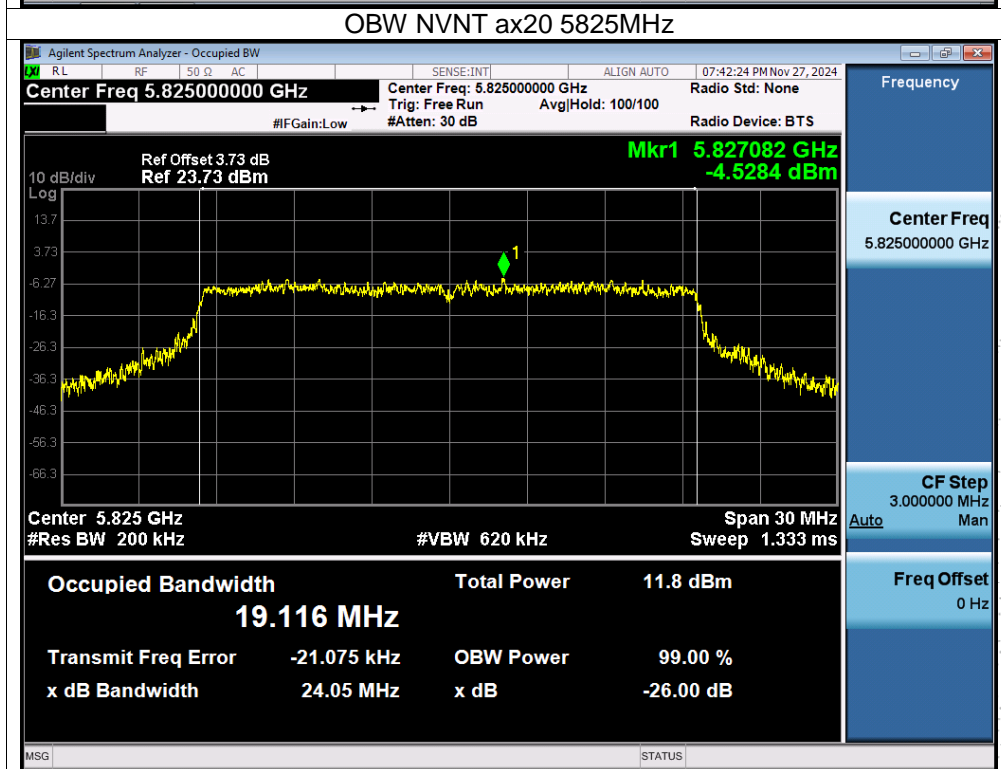 OBW NVNT ax20 5825MHz
Agilent Spectrum Analyzer - Occupied BW
LXI RL RF 50 Ω AC SENSE:INT ALIGN AUTO 07:42:24 PM Nov 27, 2024
Center Freq 5.825000000 GHz
Center Freq: 5.825000000 GHz Radio Std: None
Trig: Free Run Avg|Hold: 100/100
#IFGain:Low #Atten: 30 dB Radio Device: BTS
Mkr1 5.827082 GHz
-4.5284 dBm
Ref Offset 3.73 dB
10 dB/div Ref 23.73 dBm
Log
13.7
3.73
1
-6.27
-16.3
-26.3
-36.3
-46.3
-56.3
-66.3
Center 5.825 GHz Span 30 MHz
#Res BW 200 kHz #VBW 620 kHz Sweep 1.333 ms
Occupied Bandwidth Total Power 11.8 dBm
19.116 MHz
Transmit Freq Error -21.075 kHz OBW Power 99.00 %
x dB Bandwidth 24.05 MHz x dB -26.00 dB
MSG STATUS
Frequency
Center Freq
5.825000000 GHz
CF Step
3.000000 MHz
Auto Man
Freq Offset
0 Hz